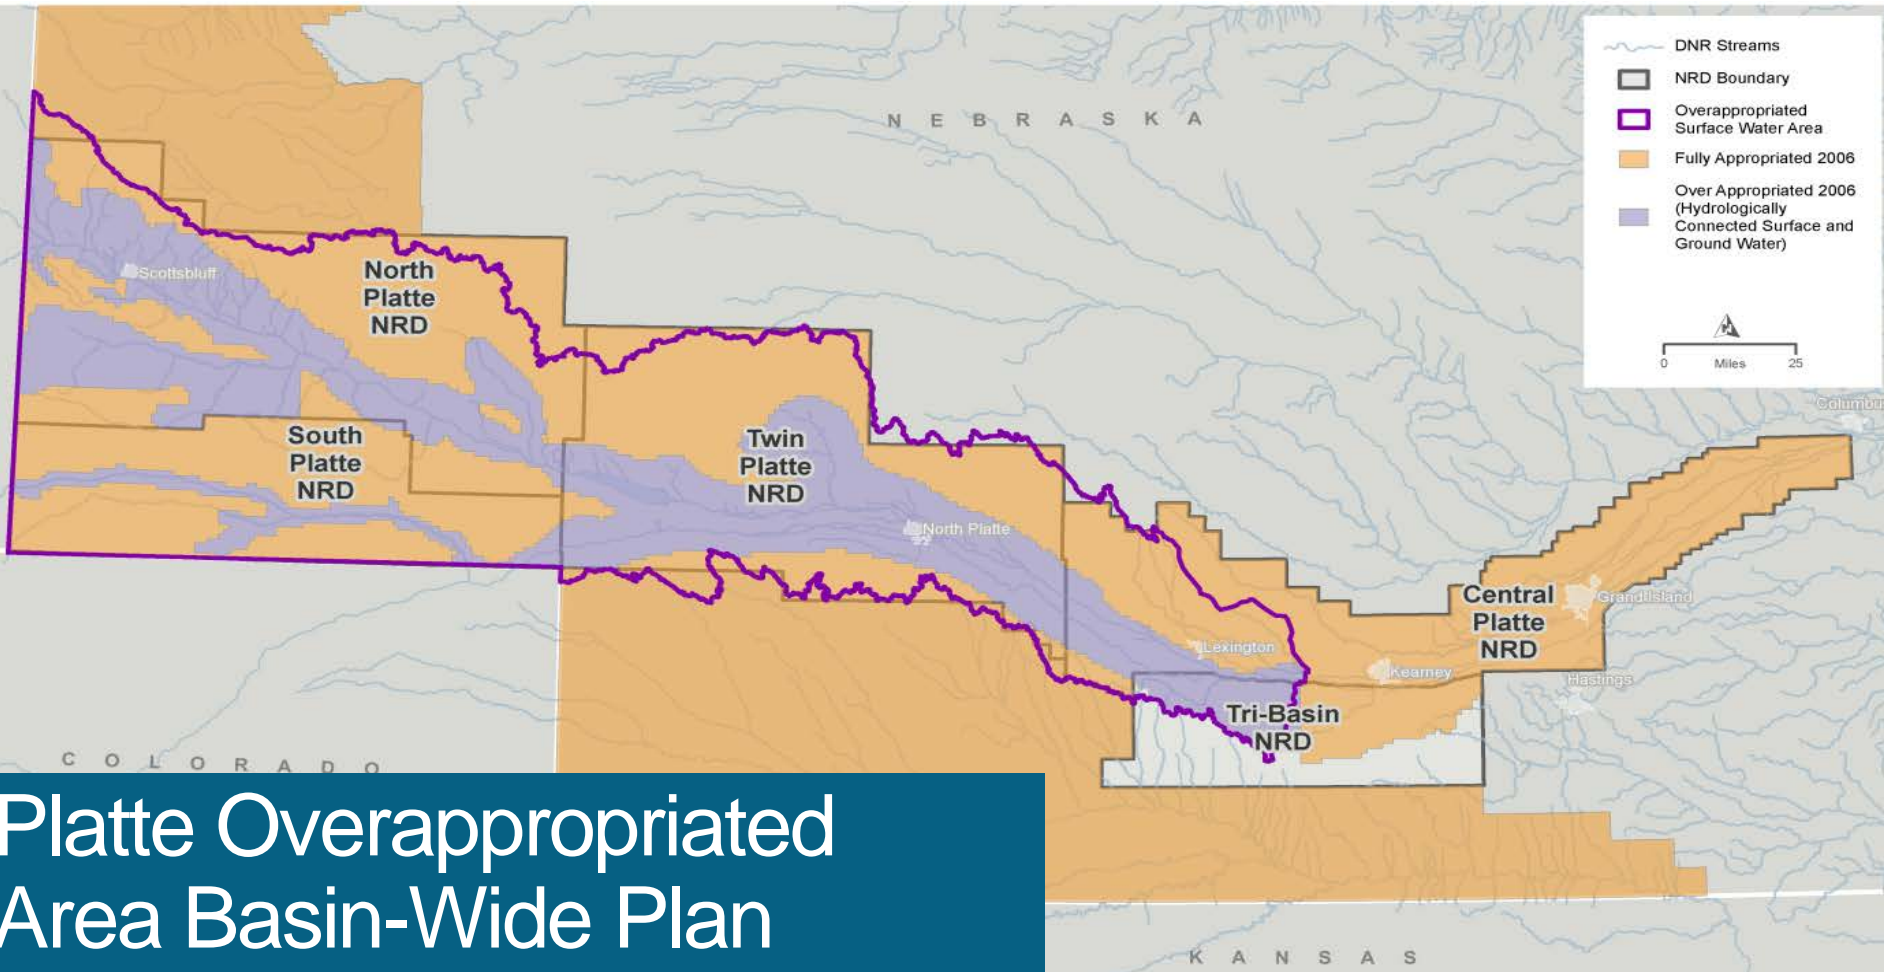 DNR Streams
NRD Boundary
Overappropriated
Surface Water Area
Fully Appropriated 2006
Over Appropriated 2006
(Hydrologically
Connected Surface and
Ground Water)
0 Miles 25
NEBRASKA
Scottsbluff
North
Platte
NRD
South
Platte
NRD
Twin
Platte
NRD
North Platte
Columbu
Central
Platte
NRD
Grand Island
Lexington
Kearney
Hastings
Tri-Basin
NRD
COLORADO
KANSAS
Platte Overappropriated
Area Basin-Wide Plan